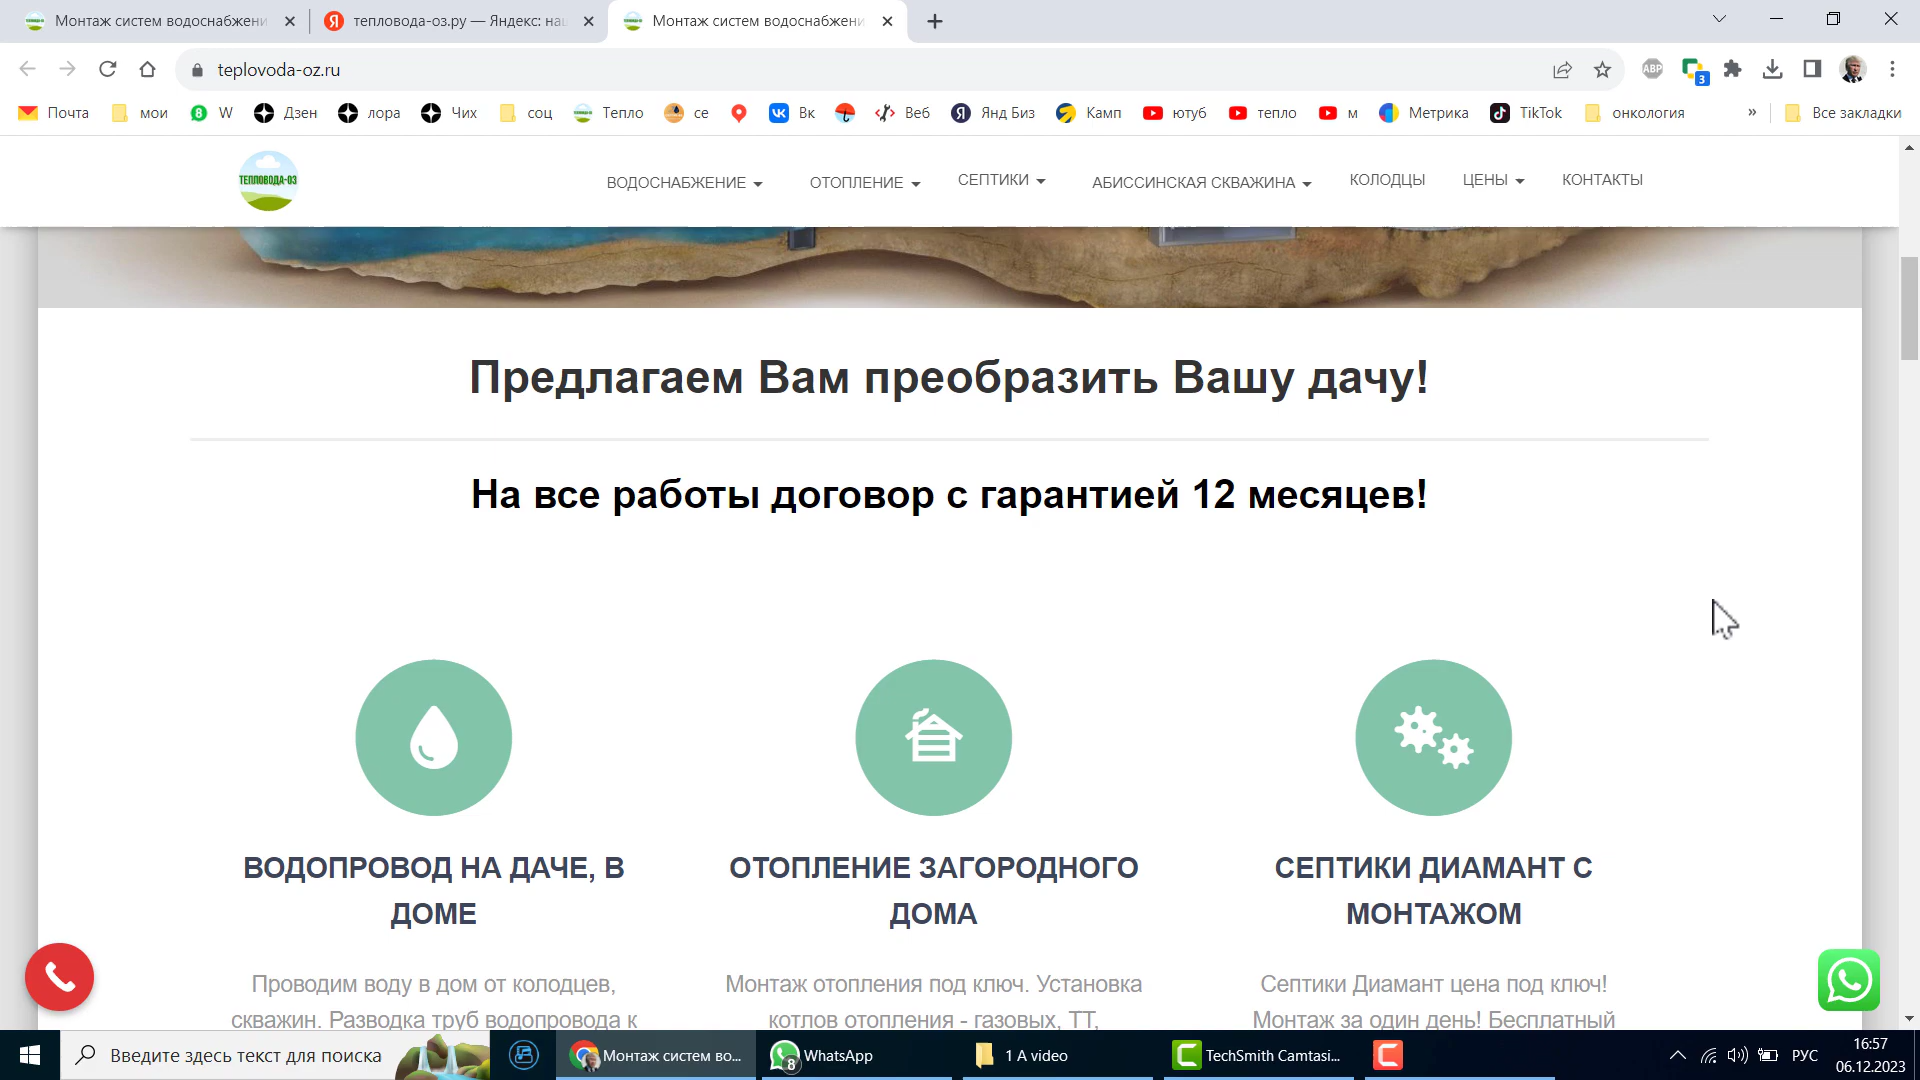 Монтаж систем водоснабжени
тепловода-оз.ру — Яндекс: на
Монтаж систем водоснабжени
teplovoda-oz.ru
ABP
3
Почта
мои
8
W
Дзен
лора
Чих
соц
Тепло
се
Вк
Веб
Янд Биз
Камп
ютуб
тепло
м
Метрика
TikTok
онкология
»
Все закладки
ТЕПЛОВОДА-ОЗ
ВОДОСНАБЖЕНИЕ
ОТОПЛЕНИЕ
СЕПТИКИ
АБИССИНСКАЯ СКВАЖИНА
КОЛОДЦЫ
ЦЕНЫ
КОНТАКТЫ
Предлагаем Вам преобразить Вашу дачу!
На все работы договор с гарантией 12 месяцев!
ВОДОПРОВОД НА ДАЧЕ, В
ДОМЕ
Проводим воду в дом от колодцев,
скважин. Разводка труб водопровода к
ОТОПЛЕНИЕ ЗАГОРОДНОГО
ДОМА
Монтаж отопления под ключ. Установка
котлов отопления - газовых, ТТ,
СЕПТИКИ ДИАМАНТ С
МОНТАЖОМ
Септики Диамант цена под ключ!
Монтаж за один день! Бесплатный
Введите здесь текст для поиска
Монтаж систем во...
8
WhatsApp
1 A video
TechSmith Camtasi...
РУС
16:57
06.12.2023